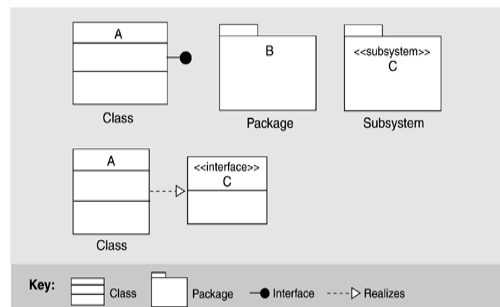 A
B
<<subsystem>>
C
Class
Package
Subsystem
A
<<interface>>
C
Class
Key:
Class
Package
Interface
Realizes